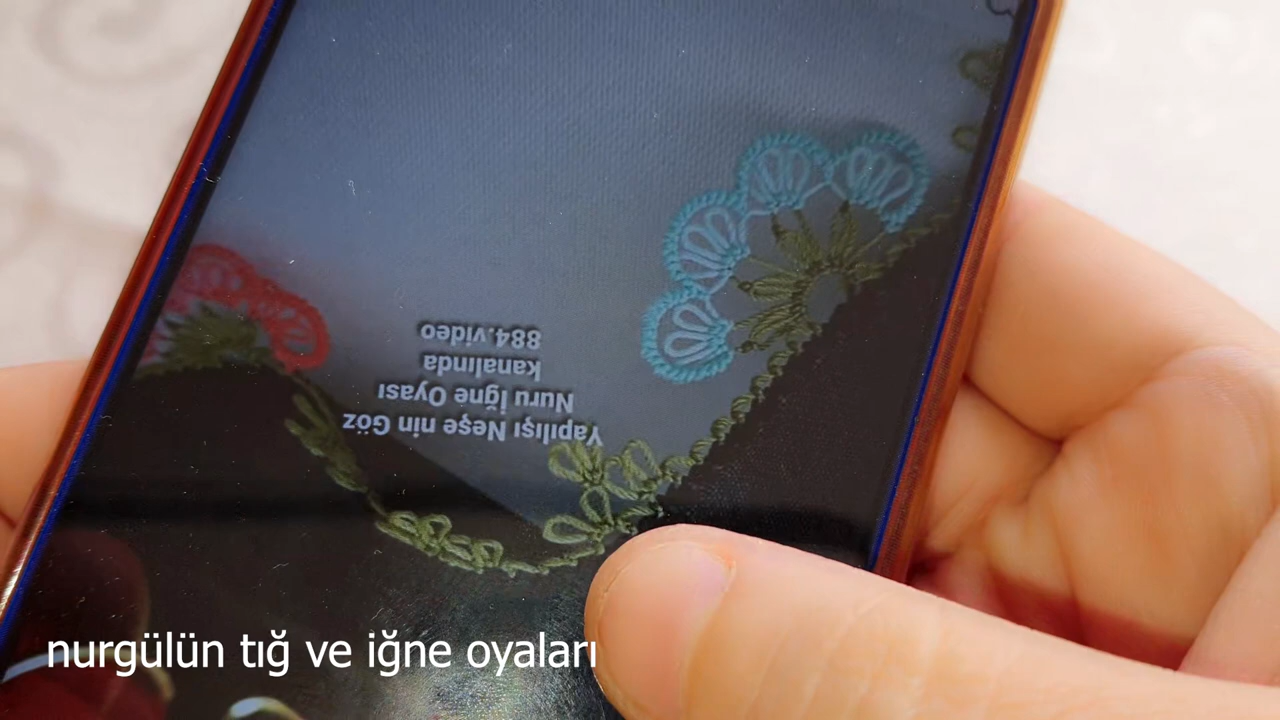 Yapılışı Neşe nin Göz
Nuru İğne Oyası
kanalında
884.video
nurgülün tığ ve iğne oyaları